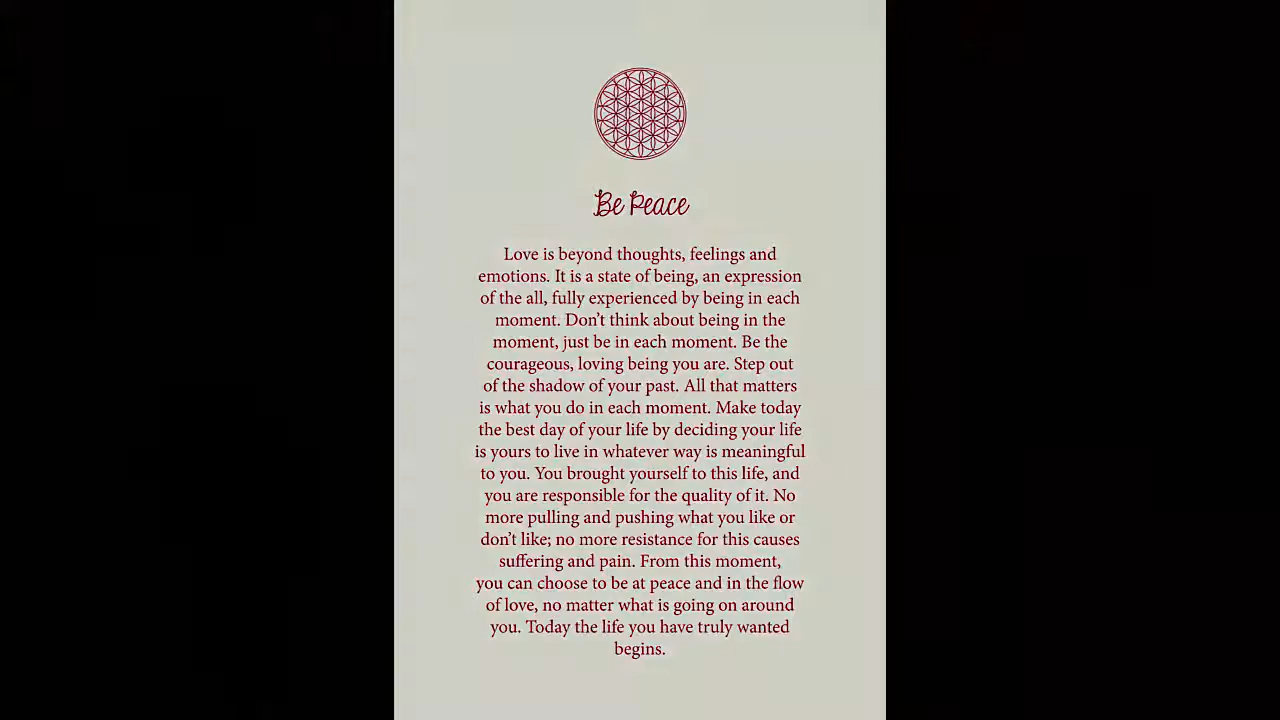 Be Peace
Love is beyond thoughts, feelings and
emotions. It is a state of being, an expression
of the all, fully experienced by being in each
moment. Don't think about being in the
moment, just be in each moment. Be the
courageous, loving being you are. Step out
of the shadow of your past. All that matters
is what you do in each moment. Make today
the best day of your life by deciding your life
is yours to live in whatever way is meaningful
to you. You brought yourself to this life, and
you are responsible for the quality of it. No
more pulling and pushing what you like or
don't like; no more resistance for this causes
suffering and pain. From this moment,
you can choose to be at peace and in the flow
of love, no matter what is going on around
you. Today the life you have truly wanted
begins.